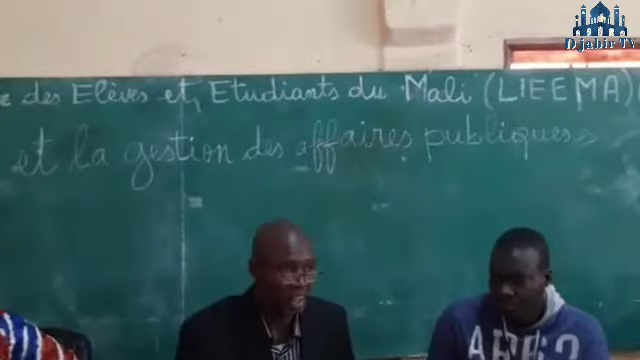 Djabir TV
e des Elèves et Etudiants du Mali (LIEEMA)
et la gestion des affaires publiques